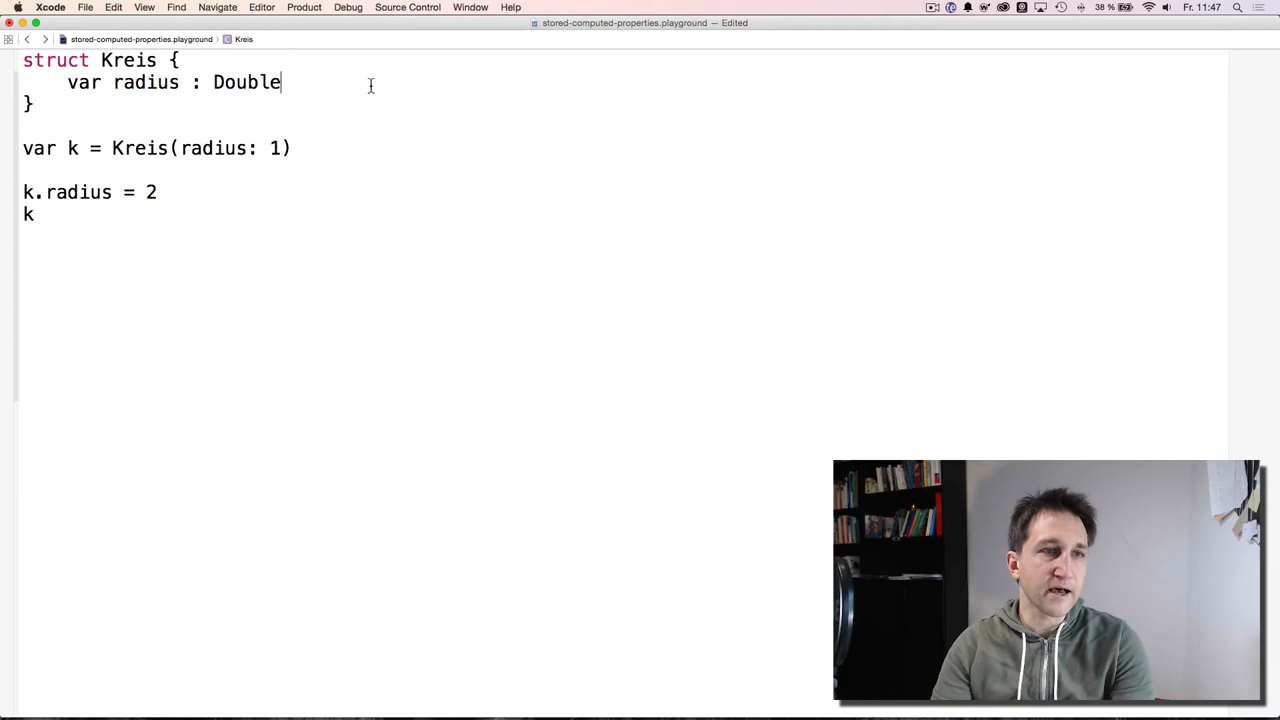 Xcode File Edit View Find Navigate Editor Product Debug Source Control Window Help 38 % Fr. 11:47
stored-computed-properties.playground — Edited
stored-computed-properties.playground Kreis
struct Kreis {
var radius : Double
}
var k = Kreis(radius: 1)
k.radius = 2
k